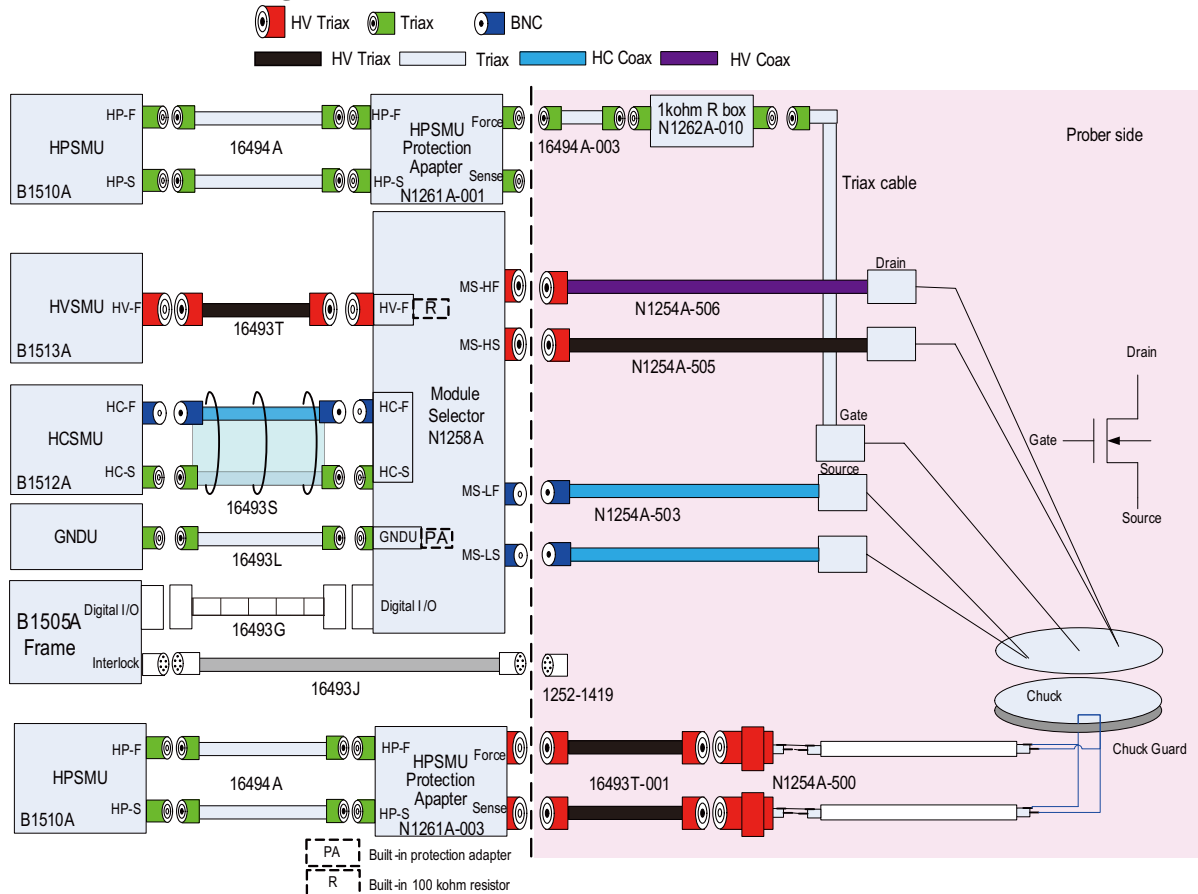 HV Triax
Triax
BNC
HV Triax
Triax
HC Coax
HV Coax
HP-F
HPSMU
HP-S
B1510A
16494A
HP-F
Force
HPSMU
Protection
Apapter
HP-S
Sense
N1261A-001
16494A-003
1kohm R box
N1262A-010
Prober side
Triax cable
HVSMU
HV-F
B1513A
16493T
HV-F
R
MS-HF
MS-HS
N1254A-506
Drain
N1254A-505
Module
Selector
N1258A
HC-F
HCSMU
HC-S
B1512A
16493S
HC-F
HC-S
Gate
Source
MS-LF
N1254A-503
MS-LS
Drain
Gate
Source
GNDU
16493L
GNDU
PA
Digital I/O
B1505A
Frame
Interlock
16493G
Digital I/O
16493J
1252-1419
Chuck
Chuck Guard
HP-F
HPSMU
HP-S
B1510A
16494A
HP-F
Force
HPSMU
Protection
Apapter
HP-S
Sense
N1261A-003
16493T-001
N1254A-500
PA
Built-in protection adapter
R
Built-in 100 kohm resistor